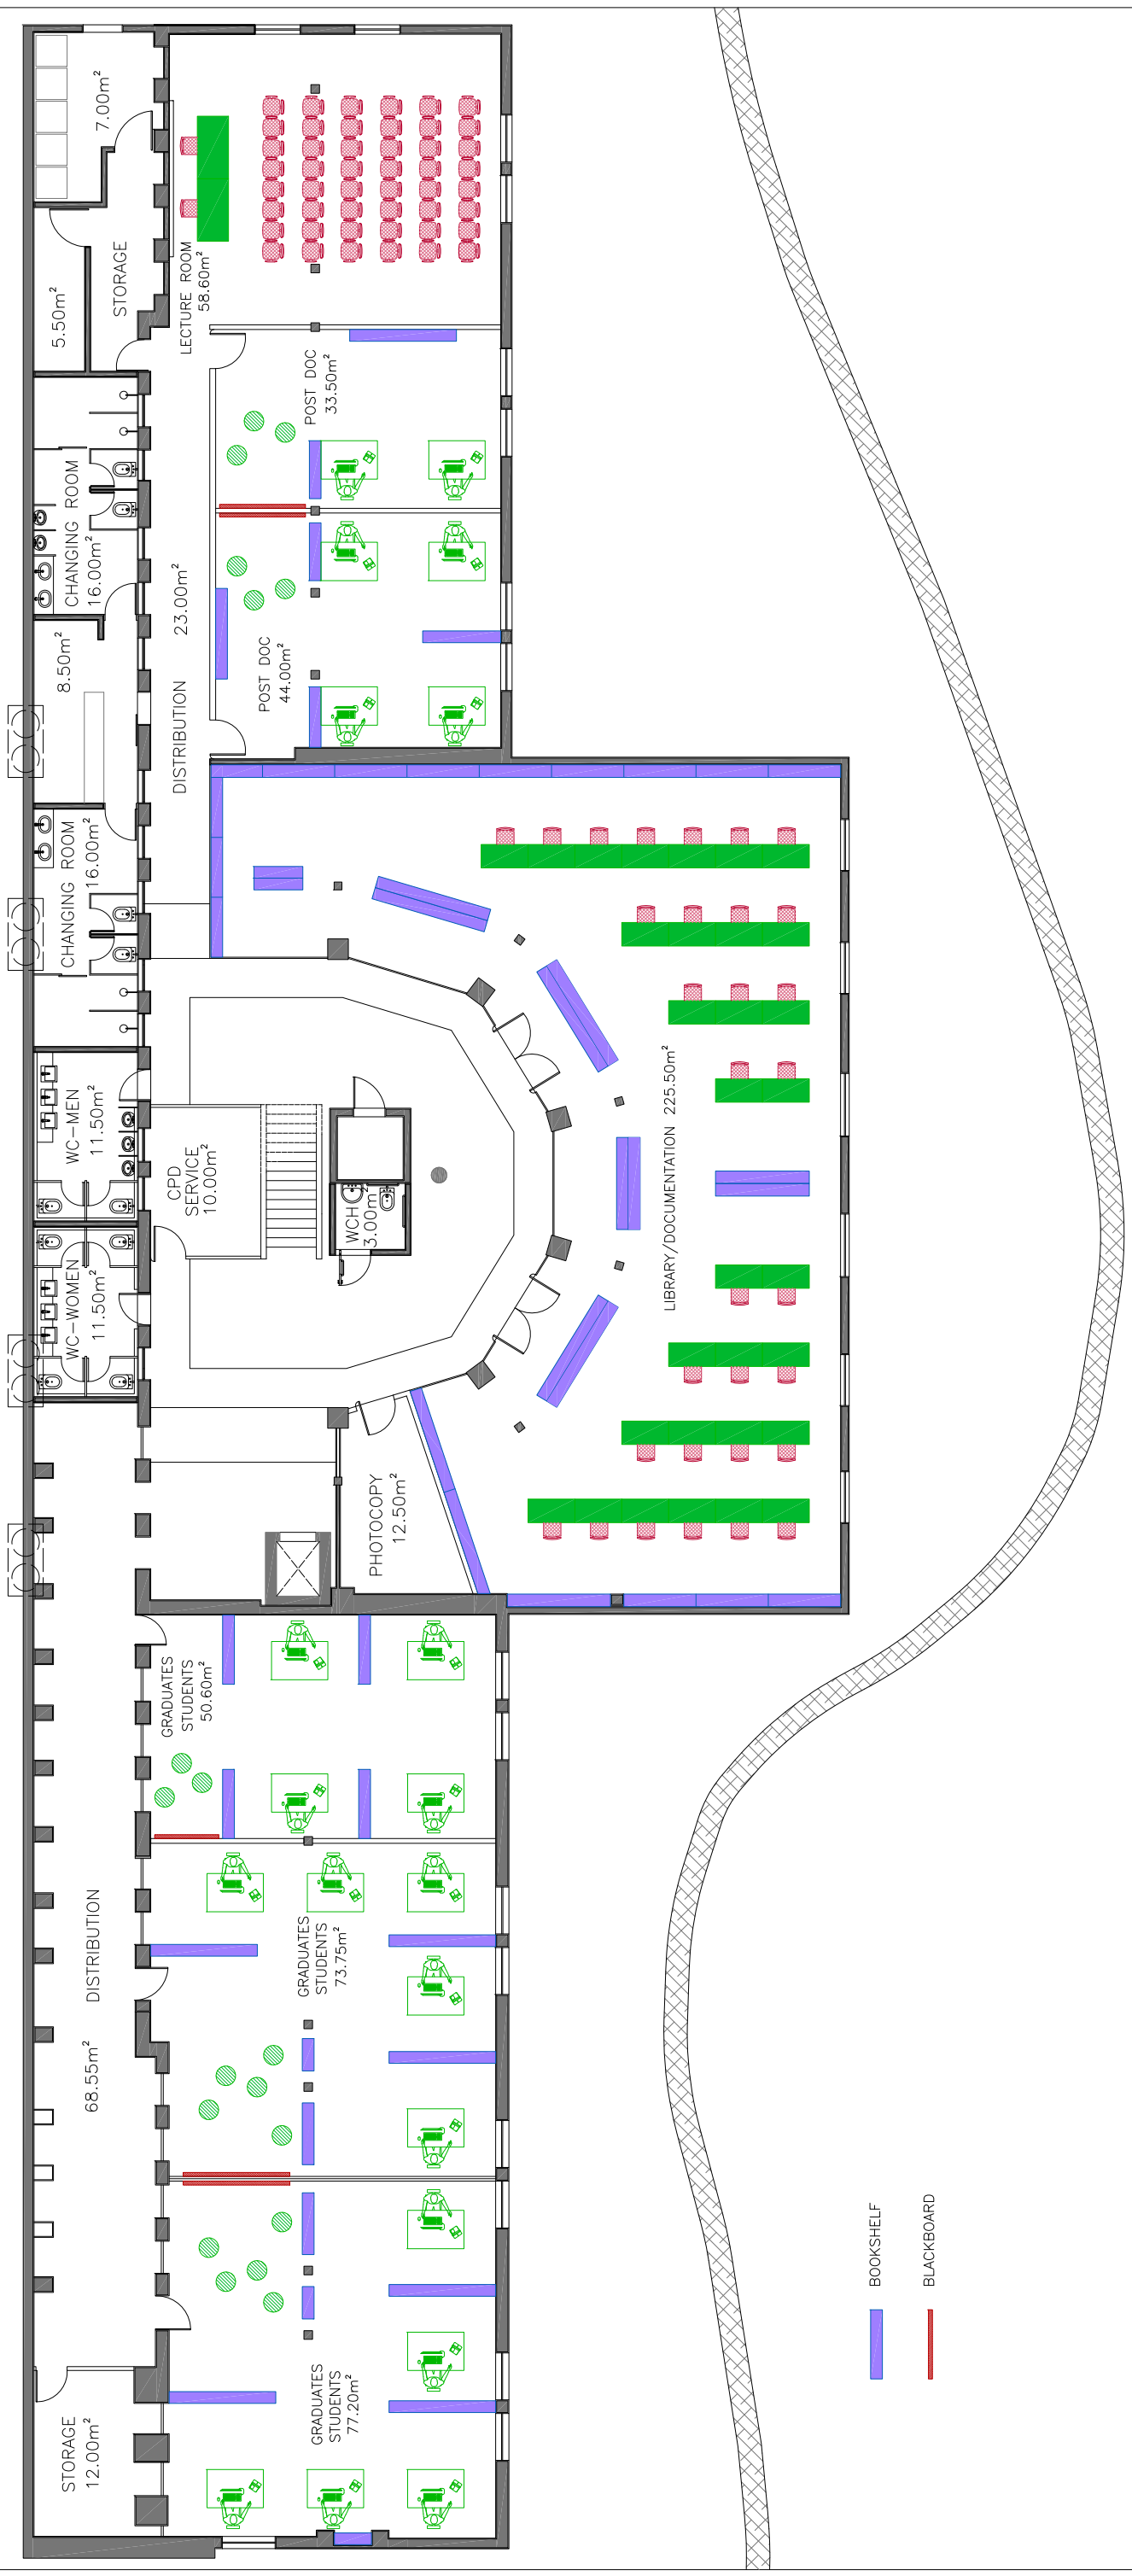 7.00m²
5.50m²
STORAGE
LECTURE ROOM
58.60m²
POST DOC
33.50m²
CHANGING ROOM
16.00m²
23.00m²
DISTRIBUTION
8.50m²
POST DOC
44.00m²
CHANGING ROOM
16.00m²
WC-MEN
11.50m²
CPD
SERVICE
10.00m²
WCH
3.00m²
LIBRARY/DOCUMENTATION 225.50m²
WC-WOMEN
11.50m²
PHOTOCOPY
12.50m²
GRADUATES
STUDENTS
50.60m²
DISTRIBUTION
68.55m²
GRADUATES
STUDENTS
73.75m²
GRADUATES
STUDENTS
77.20m²
STORAGE
12.00m²
BOOKSHELF
BLACKBOARD